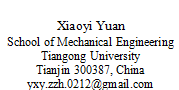 Xiaoyi Yuan
School of Mechanical Engineering
Tiangong University
Tianjin 300387, China
yxy.zzh.0212@gmail.com